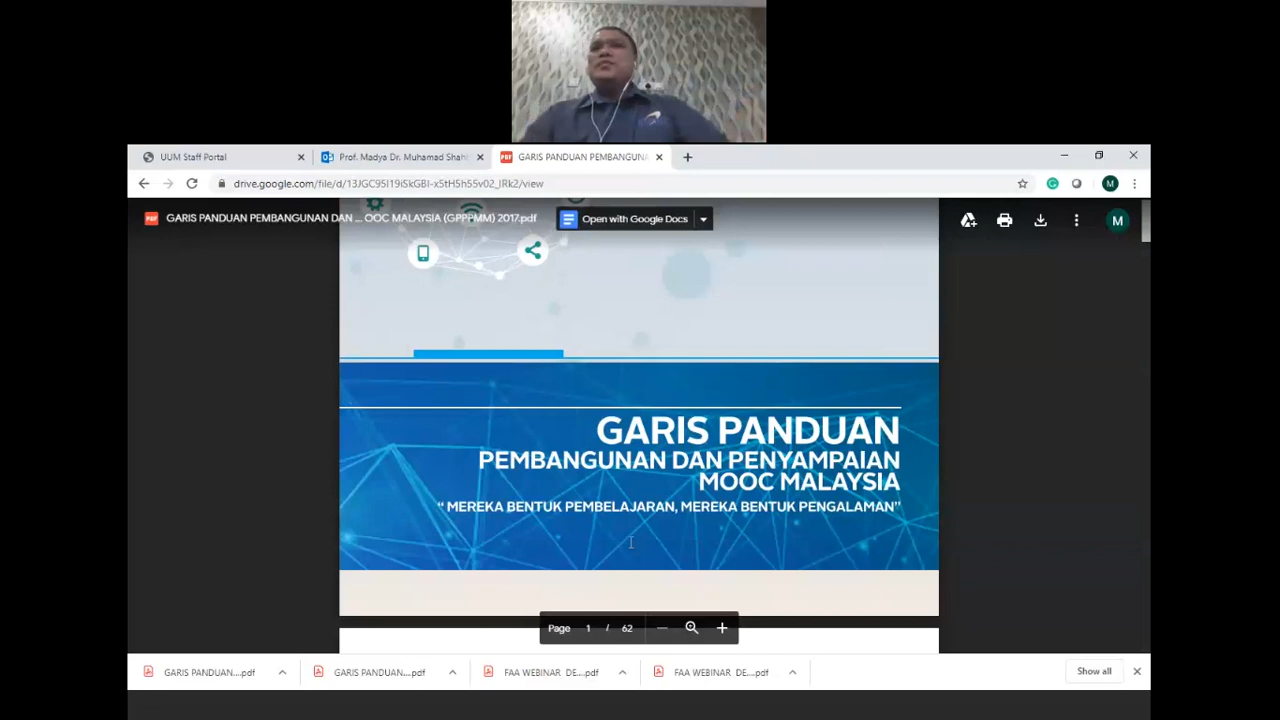 UUM Staff Portal
Prof. Madya Dr. Muhamad Shah
GARIS PANDUAN PEMBANGUNA
drive.google.com/file/d/13JGC95I19iSkGBI-x5tH5h55v02_JRk2/view
M
PDF
GARIS PANDUAN PEMBANGUNAN DAN ... OOC MALAYSIA (GPPPMM) 2017.pdf
Open with Google Docs
M
GARIS PANDUAN
PEMBANGUNAN DAN PENYAMPAIAN
MOOC MALAYSIA
“ MEREKA BENTUK PEMBELAJARAN, MEREKA BENTUK PENGALAMAN”
Page 1 / 62
GARIS PANDUAN....pdf
GARIS PANDUAN....pdf
FAA WEBINAR DE....pdf
FAA WEBINAR DE....pdf
Show all